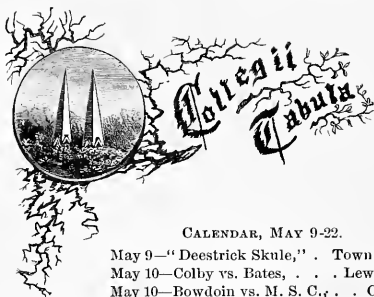 Collegii
Tabula.
CALENDAR, MAY 9-22.
May 9—“Deestrick Skule,” . Town
May 10—Colby vs. Bates, . . . Lew
May 10—Bowdoin vs. M. S. C., . . O